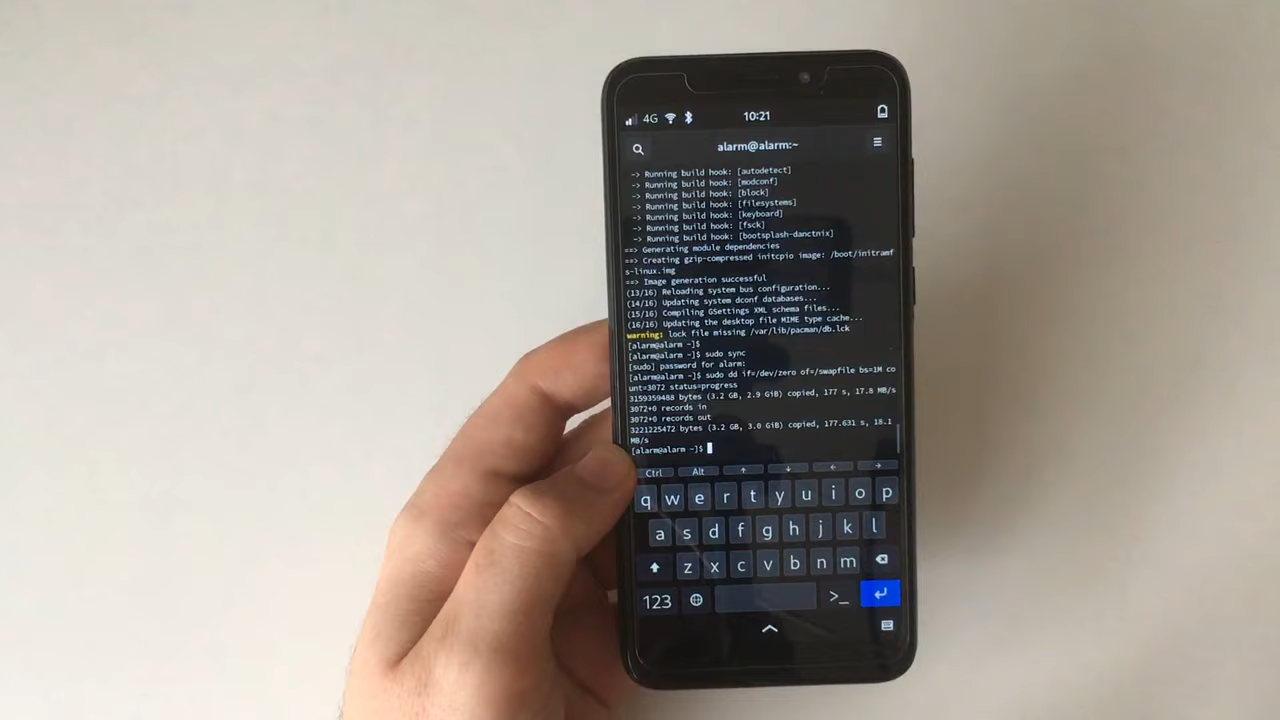 4G 10:21
alarm@alarm:~
-> Running build hook: [autodetect]
-> Running build hook: [modconf]
-> Running build hook: [block]
-> Running build hook: [filesystems]
-> Running build hook: [keyboard]
-> Running build hook: [fsck]
-> Running build hook: [bootsplash-danctnix]
==> Generating module dependencies
==> Creating gzip-compressed initcpio image: /boot/initramf
s-linux.img
==> Image generation successful
(13/16) Reloading system bus configuration...
(14/16) Updating system dconf databases...
(15/16) Compiling GSettings XML schema files...
(16/16) Updating the desktop file MIME type cache...
warning: lock file missing /var/lib/pacman/db.lck
[alarm@alarm ~]$
[alarm@alarm ~]$ sudo sync
[sudo] password for alarm:
[alarm@alarm ~]$ sudo dd if=/dev/zero of=/swapfile bs=1M co
unt=3072 status=progress
3159359488 bytes (3.2 GB, 2.9 GiB) copied, 177 s, 17.8 MB/s
3072+0 records in
3072+0 records out
3221225472 bytes (3.2 GB, 3.0 GiB) copied, 177.631 s, 18.1
MB/s
[alarm@alarm ~]$
Ctrl Alt ↑ ↓ ← →
q w e r t y u i o p
a s d f g h j k l
z x c v b n m
123 >_